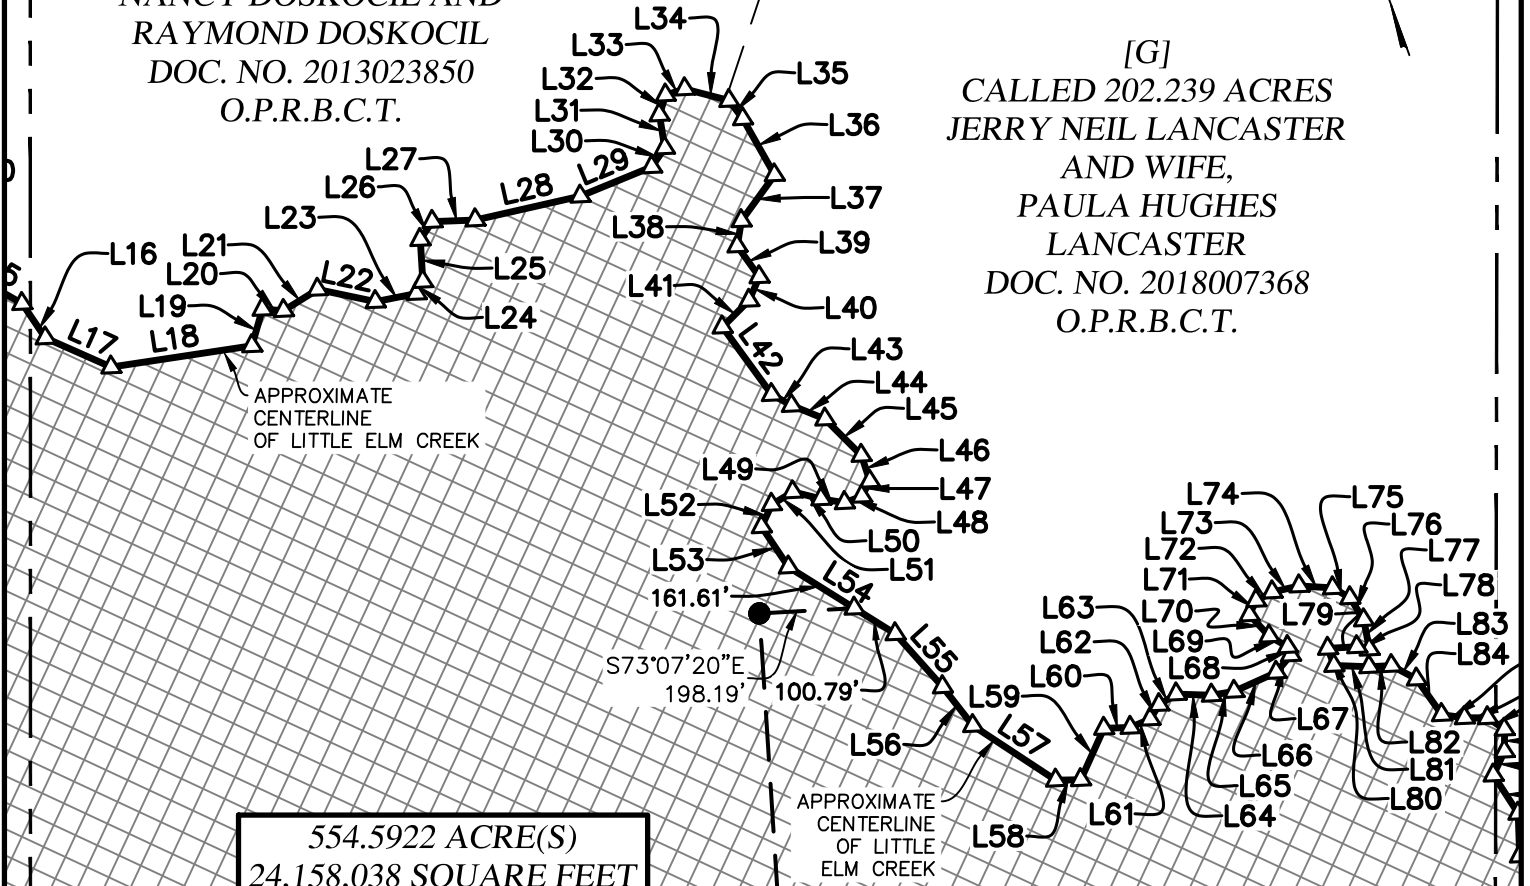 NANCY DOSKOCIL AND
RAYMOND DOSKOCIL
DOC. NO. 2013023850
O.P.R.B.C.T.
[G]
CALLED 202.239 ACRES
JERRY NEIL LANCASTER
AND WIFE,
PAULA HUGHES
LANCASTER
DOC. NO. 2018007368
O.P.R.B.C.T.
L16
L17
L18
L19
L20
L21
L22
L23
L24
L25
L26
L27
L28
L29
L30
L31
L32
L33
L34
L35
L36
L37
L38
L39
L40
L41
L42
L43
L44
L45
L46
L47
L48
L49
L50
L51
L52
L53
L54
161.61'
100.79'
S73°07'20"E
198.19'
L55
L56
L57
L58
L59
L60
L61
L62
L63
L64
L65
L66
L67
L68
L69
L70
L71
L72
L73
L74
L75
L76
L77
L78
L79
L80
L81
L82
L83
L84
APPROXIMATE
CENTERLINE
OF LITTLE ELM CREEK
APPROXIMATE
CENTERLINE
OF LITTLE
ELM CREEK
554.5922 ACRE(S)
24,158,038 SQUARE FEET